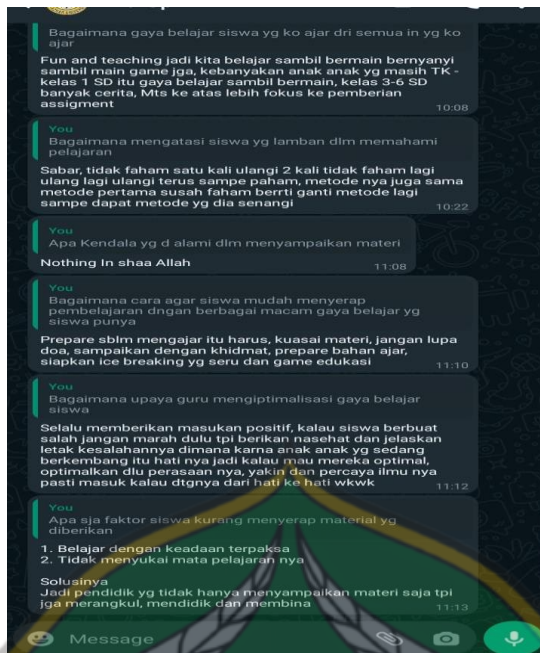 Bagaimana gaya belajar siswa yg ko ajar dri semua in yg ko
ajar
Fun and teaching jadi kita belajar sambil bermain bernyanyi
sambil main game jga, kebanyakan anak anak yg masih TK -
kelas 1 SD itu gaya belajar sambil bermain, kelas 3-6 SD
banyak cerita, Mts ke atas lebih fokus ke pemberian
assigment
10:08
You
Bagaimana mengatasi siswa yg lamban dlm memahami
pelajaran
Sabar, tidak faham satu kali ulangi 2 kali tidak faham lagi
ulang lagi ulangi terus sampe paham, metode nya juga sama
metode pertama susah faham berrti ganti metode lagi
sampe dapat metode yg dia senangi
10:22
You
Apa Kendala yg d alami dlm menyampaikan materi
Nothing In shaa Allah
11:08
You
Bagaimana cara agar siswa mudah menyerap
pembelajaran dngan berbagai macam gaya belajar yg
siswa punya
Prepare sblm mengajar itu harus, kuasai materi, jangan lupa
doa, sampaikan dengan khidmat, prepare bahan ajar,
siapkan ice breaking yg seru dan game edukasi
11:10
You
Bagaimana upaya guru mengiptimalisasi gaya belajar
siswa
Selalu memberikan masukan positif, kalau siswa berbuat
salah jangan marah dulu tpi berikan nasehat dan jelaskan
letak kesalahannya dimana karna anak anak yg sedang
berkembang itu hati nya jadi kalau mau mereka optimal,
optimalkan dlu perasaan nya, yakin dan percaya ilmu nya
pasti masuk kalau dtgnya dari hati ke hati wkwk
11:12
You
Apa sja faktor siswa kurang menyerap material yg
diberikan
1. Belajar dengan keadaan terpaksa
2. Tidak menyukai mata pelajaran nya
Solusinya
Jadi pendidik yg tidak hanya menyampaikan materi saja tpi
jga merangkul, mendidik dan membina
11:13
Message